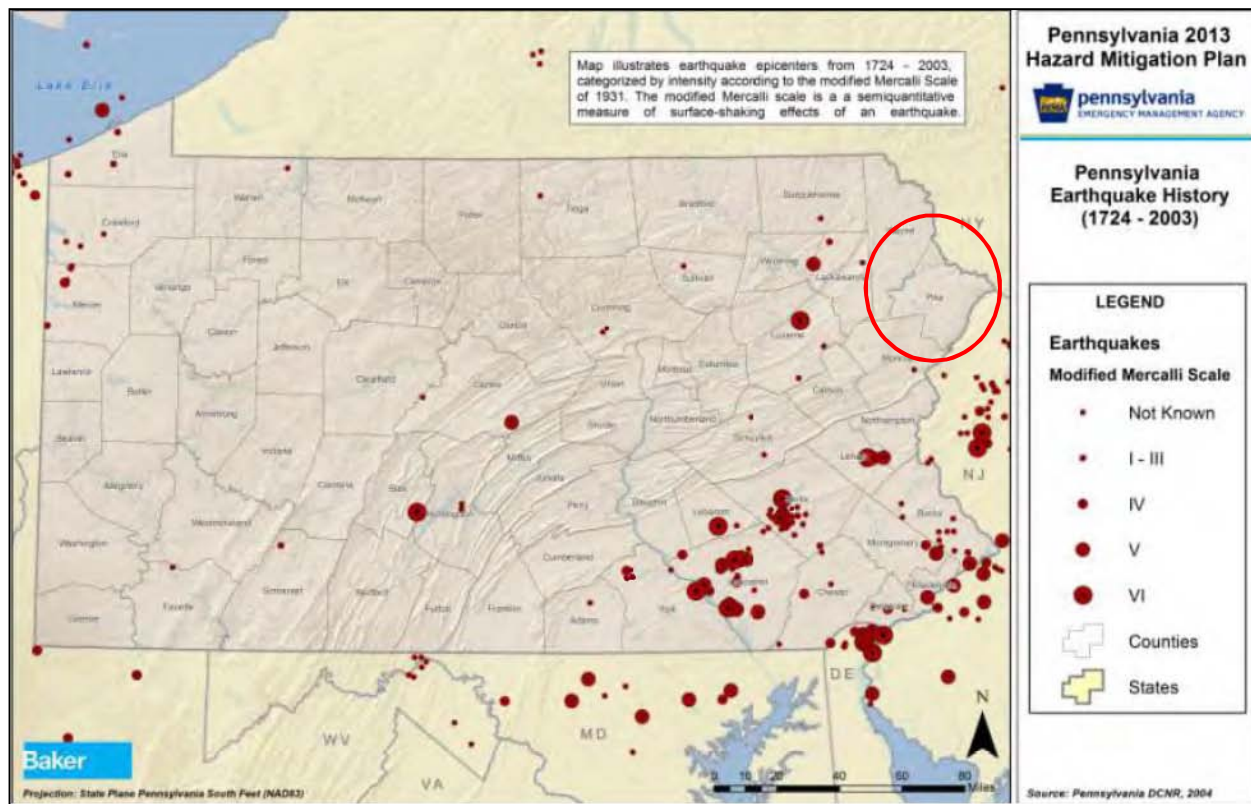 Pennsylvania 2013
Hazard Mitigation Plan
pennsylvania
EMERGENCY MANAGEMENT AGENCY
Pennsylvania
Earthquake History
(1724 - 2003)
LEGEND
Earthquakes
Modified Mercalli Scale
Not Known
I - III
IV
V
VI
Counties
States
Source: Pennsylvania DCNR, 2004
Map illustrates earthquake epicenters from 1724 - 2003,
categorized by intensity according to the modified Mercalli Scale
of 1931. The modified Mercalli scale is a a semiquantitative
measure of surface-shaking effects of an earthquake.
Lake Erie
Erie
Crawford
Warren
McKean
Potter
Tioga
Bradford
Susquehanna
NY
Forest
Venango
Elk
Cameron
Sullivan
Wyoming
Lackawanna
Pike
Mercer
Clarion
Jefferson
Clinton
Lycoming
Luzerne
Monroe
Lawrence
Butler
Clearfield
Centre
Union
Montour
Columbia
Carbon
Armstrong
Snyder
Northumberland
Schuylkill
Northampton
Beaver
Indiana
Mifflin
Lehigh
Allegheny
Cambria
Blair
Juniata
NJ
Westmoreland
Huntingdon
Perry
Dauphin
Lebanon
Berks
Bucks
Washington
Cumberland
Montgomery
Lancaster
Philadelphia
Greene
Fayette
Somerset
Bedford
Fulton
Franklin
Adams
York
Chester
Delaware
DE
MD
WV
VA
N
Baker
0 10 20 40 60 80
Miles
Projection: State Plane Pennsylvania South Feet (NAD83)